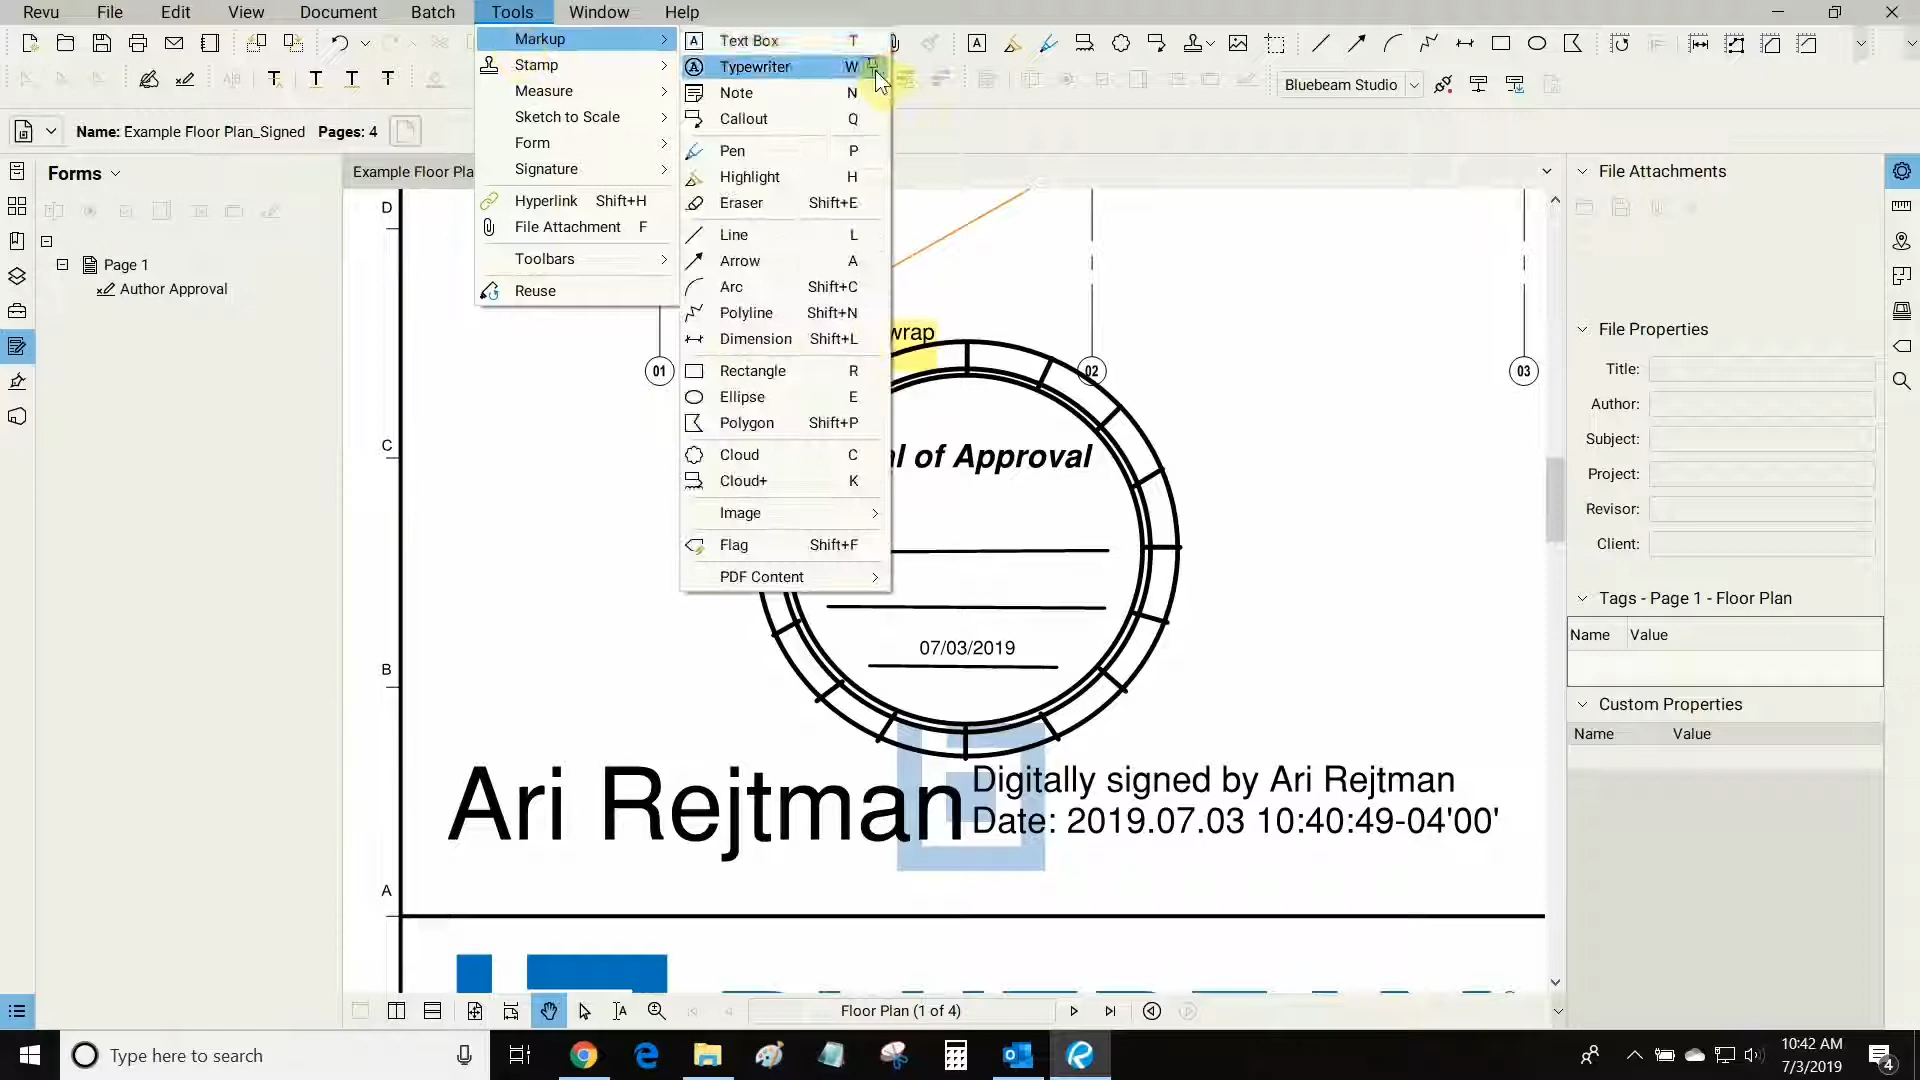 Revu File Edit View Document Batch Tools Window Help
Bluebeam Studio
Name: Example Floor Plan_Signed Pages: 4
Forms
Page 1
Author Approval
Markup
Stamp
Measure
Sketch to Scale
Form
Signature
Hyperlink Shift+H
File Attachment F
Toolbars
Reuse
Text Box T
Typewriter W
Note N
Callout Q
Pen P
Highlight H
Eraser Shift+E
Line L
Arrow A
Arc Shift+C
Polyline Shift+N
Dimension Shift+L
Rectangle R
Ellipse E
Polygon Shift+P
Cloud C
Cloud+ K
Image
Flag Shift+F
PDF Content
Example Floor Pla
D
C
B
A
01
02
03
wrap
l of Approval
07/03/2019
Ari Rejtman
Digitally signed by Ari Rejtman
Date: 2019.07.03 10:40:49-04'00'
File Attachments
File Properties
Title:
Author:
Subject:
Project:
Revisor:
Client:
Tags - Page 1 - Floor Plan
Name Value
Custom Properties
Name Value
Floor Plan (1 of 4)
Type here to search
10:42 AM
7/3/2019
4